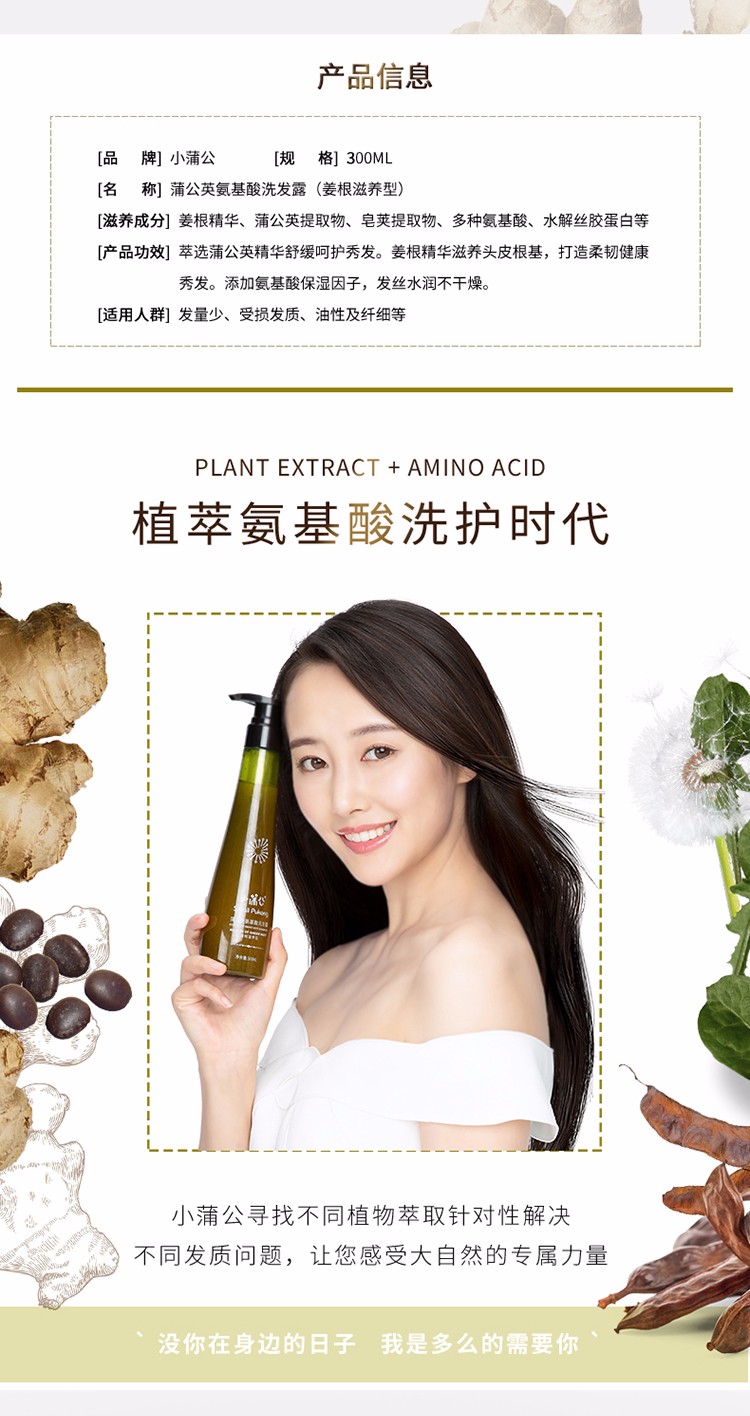 产品信息
[品 牌] 小蒲公 [规 格] 300ML
[名 称] 蒲公英氨基酸洗发露（姜根滋养型）
[滋养成分] 姜根精华、蒲公英提取物、皂荚提取物、多种氨基酸、水解丝胶蛋白等
[产品功效] 萃选蒲公英精华舒缓呵护秀发。姜根精华滋养头皮根基，打造柔韧健康
秀发。添加氨基酸保湿因子，发丝水润不干燥。
[适用人群] 发量少、受损发质、油性及纤细等
PLANT EXTRACT + AMINO ACID
植萃氨基酸洗护时代
Pukong
小蒲公寻找不同植物萃取针对性解决
不同发质问题，让您感受大自然的专属力量
` 没你在身边的日子 我是多么的需要你 `